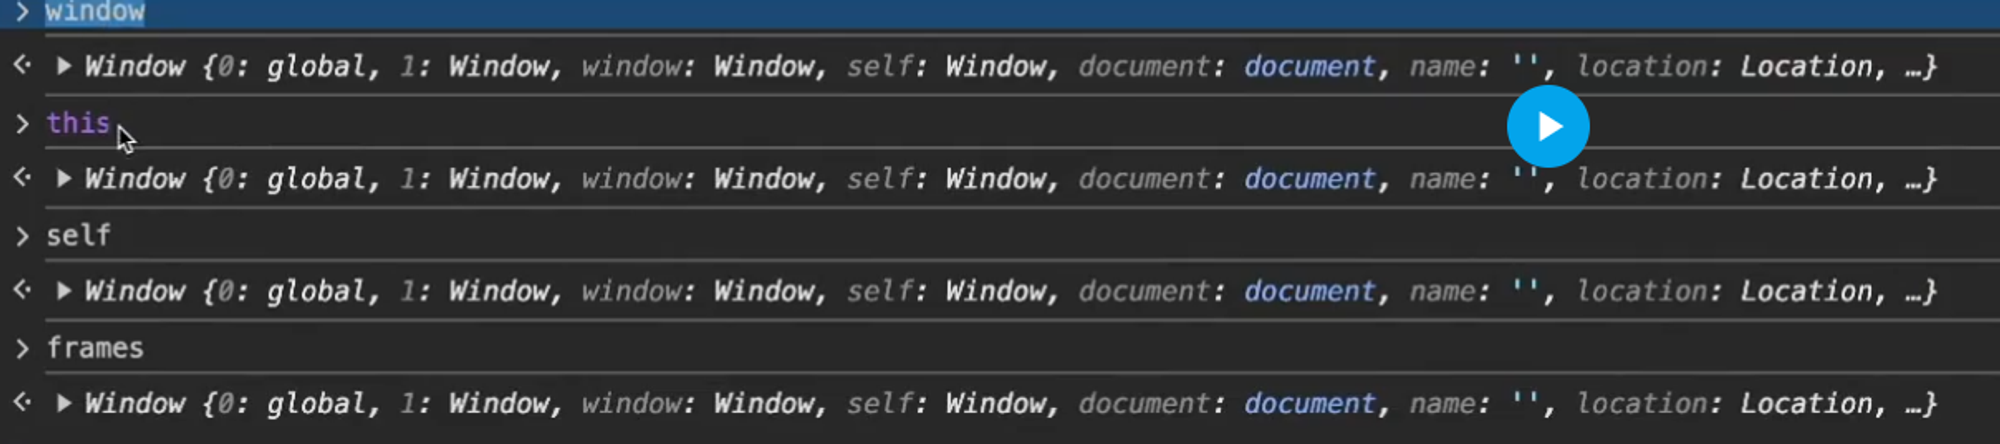 > window
<· ▶ Window {0: global, 1: Window, window: Window, self: Window, document: document, name: '', location: Location, …}
> this
<· ▶ Window {0: global, 1: Window, window: Window, self: Window, document: document, name: '', location: Location, …}
> self
<· ▶ Window {0: global, 1: Window, window: Window, self: Window, document: document, name: '', location: Location, …}
> frames
<· ▶ Window {0: global, 1: Window, window: Window, self: Window, document: document, name: '', location: Location, …}